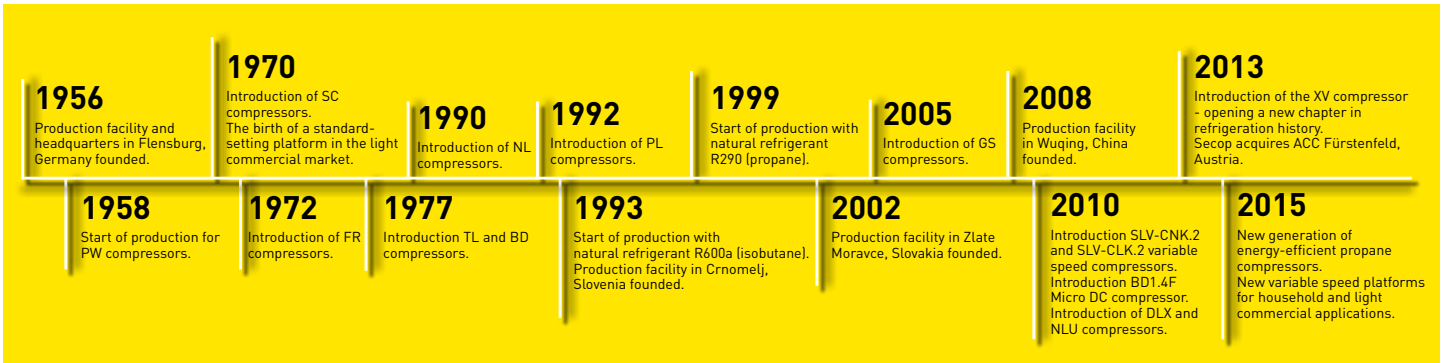 1956
Production facility and
headquarters in Flensburg,
Germany founded.
1958
Start of production for
PW compressors.
1970
Introduction of SC
compressors.
The birth of a standard-
setting platform in the light
commercial market.
1972
Introduction of FR
compressors.
1977
Introduction TL and BD
compressors.
1990
Introduction of NL
compressors.
1992
Introduction of PL
compressors.
1993
Start of production with
natural refrigerant R600a (isobutane).
Production facility in Crnomelj,
Slovenia founded.
1999
Start of production with
natural refrigerant
R290 (propane).
2002
Production facility in Zlate
Moravce, Slovakia founded.
2005
Introduction of GS
compressors.
2008
Production facility
in Wuqing, China
founded.
2010
Introduction SLV-CNK.2
and SLV-CLK.2 variable
speed compressors.
Introduction BD1.4F
Micro DC compressor.
Introduction of DLX and
NLU compressors.
2013
Introduction of the XV compressor
- opening a new chapter in
refrigeration history.
Secop acquires ACC Fürstenfeld,
Austria.
2015
New generation of
energy-efficient propane
compressors.
New variable speed platforms
for household and light
commercial applications.